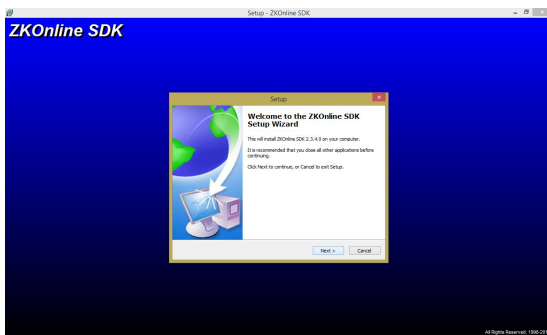 Setup - ZKOnline SDK
ZKOnline SDK
Setup
Welcome to the ZKOnline SDK
Setup Wizard
This will install ZKOnline SDK 2.3.4.0 on your computer.
It is recommended that you close all other applications before
continuing.
Click Next to continue, or Cancel to exit Setup.
Next >
Cancel
All Rights Reserved, 1998-201